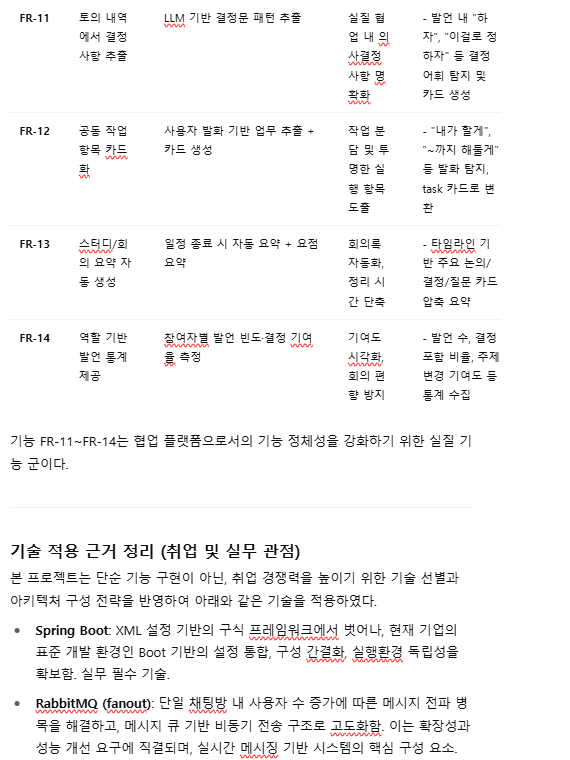 FR-11 토의 내역 LLM 기반 결정문 패턴 추출 실질 협 - 발언 내 "하
에서 결정 업 내 의 자", "이걸로 정
사항 추출 사결정 하자" 등 결정
사항 명 어휘 탐지 및
확화 카드 생성
FR-12 공동 작업 사용자 발화 기반 업무 추출 + 작업 분 - "내가 할게",
항목 카드 카드 생성 담 및 투 "~까지 해둘게"
화 명한 실 등 발화 탐지,
행 항목 task 카드로 변
도출 환
FR-13 스터디/회 일정 종료 시 자동 요약 + 요점 회의록 - 타임라인 기
의 요약 자 요약 자동화, 반 주요 논의/
동 생성 정리 시 결정/질문 카드
간 단축 압축 요약
FR-14 역할 기반 참여자별 발언 빈도·결정 기여 기여도 - 발언 수, 결정
발언 통계 율 측정 시각화, 포함 비율, 주제
제공 회의 편 변경 기여도 등
향 방지 통계 수집
기능 FR-11~FR-14는 협업 플랫폼으로서의 기능 정체성을 강화하기 위한 실질 기
능 군이다.
기술 적용 근거 정리 (취업 및 실무 관점)
본 프로젝트는 단순 기능 구현이 아닌, 취업 경쟁력을 높이기 위한 기술 선별과
아키텍처 구성 전략을 반영하여 아래와 같은 기술을 적용하였다.
• Spring Boot: XML 설정 기반의 구식 프레임워크에서 벗어나, 현재 기업의
표준 개발 환경인 Boot 기반의 설정 통합, 구성 간결화, 실행환경 독립성을
확보함. 실무 필수 기술.
• RabbitMQ (fanout): 단일 채팅방 내 사용자 수 증가에 따른 메시지 전파 병
목을 해결하고, 메시지 큐 기반 비동기 전송 구조로 고도화함. 이는 확장성과
성능 개선 요구에 직결되며, 실시간 메시징 기반 시스템의 핵심 구성 요소.